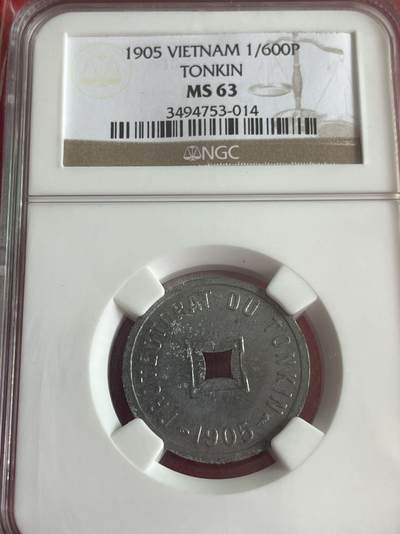 1905 VIETNAM 1/600P
TONKIN
MS 63
3494753-014
NGC
PROTECTORAT DU TONKIN
1905